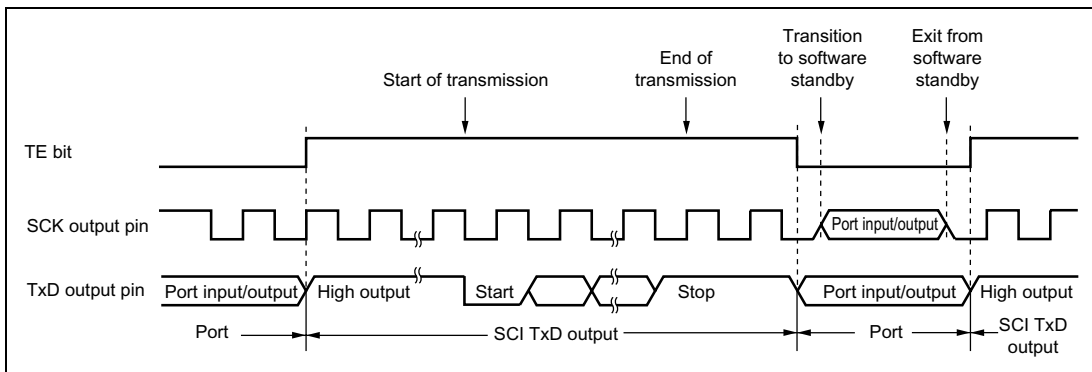 Transition
to software
standby
Exit from
software
standby
End of
transmission
Start of transmission
TE bit
SCK output pin
Port input/output
TxD output pin
Port input/output
High output
Start
Stop
Port input/output
High output
Port
SCI TxD output
Port
SCI TxD
output